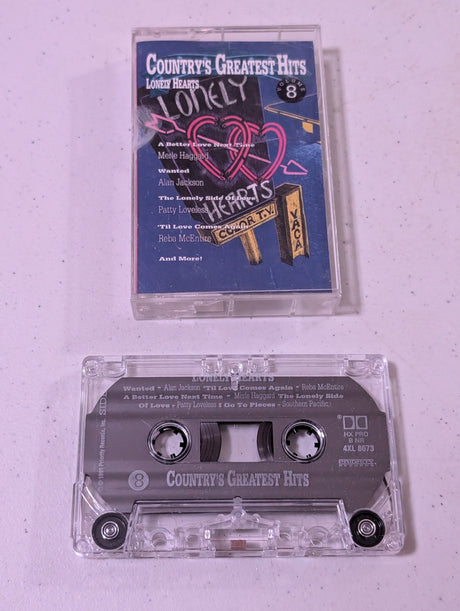 COUNTRY'S GREATEST HITS
LONELY HEARTS
VOLUME
8
LONELY
A Better Love Next Time
Merle Haggard
Wanted
Alan Jackson
HEARTS
The Lonely Side Of Love
Patty Loveless
COLOR T.V.
VACA
'Til Love Comes Again
Reba McEntire
And More!
LONELY HEARTS
Wanted - Alan Jackson 'Til Love Comes Again - Reba McEntire
A Better Love Next Time - Merle Haggard The Lonely Side
Of Love - Patty Loveless I Go To Pieces - Southern Pacific
HX PRO
B NR
4XL 8673
8
COUNTRY'S GREATEST HITS
Priority Records, Inc.